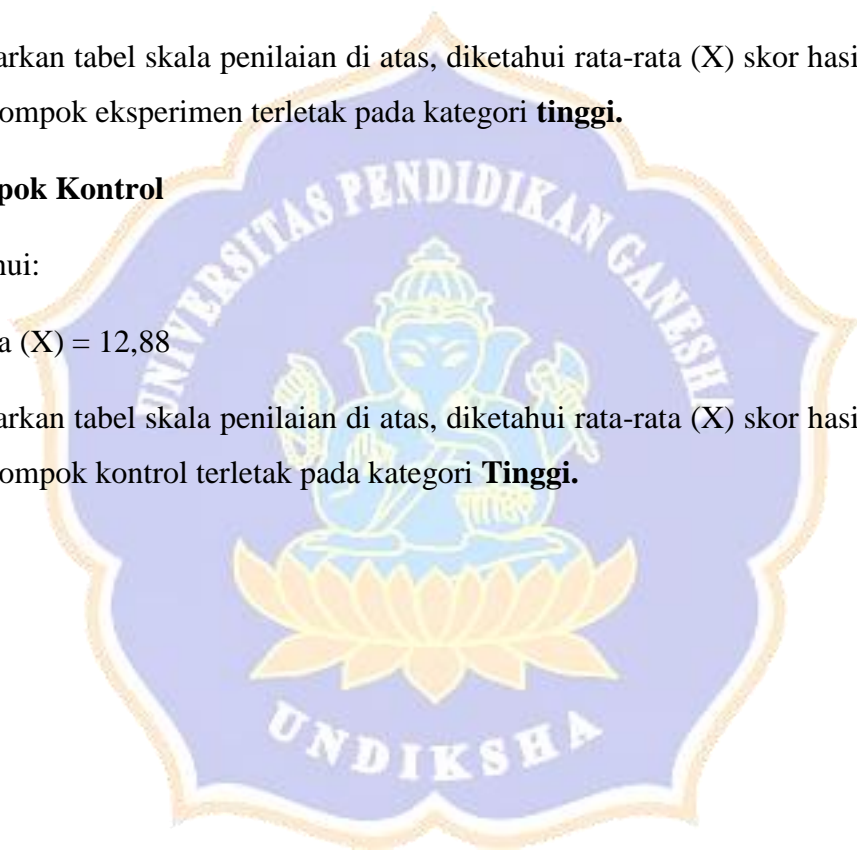 arkan tabel skala penilaian di atas, diketahui rata-rata (X) skor hasi
ompok eksperimen terletak pada kategori tinggi.
pok Kontrol
hui:
a (X) = 12,88
arkan tabel skala penilaian di atas, diketahui rata-rata (X) skor hasi
ompok kontrol terletak pada kategori Tinggi.
UNIVERSITAS PENDIDIKAN GANESHA
UNDIKSHA